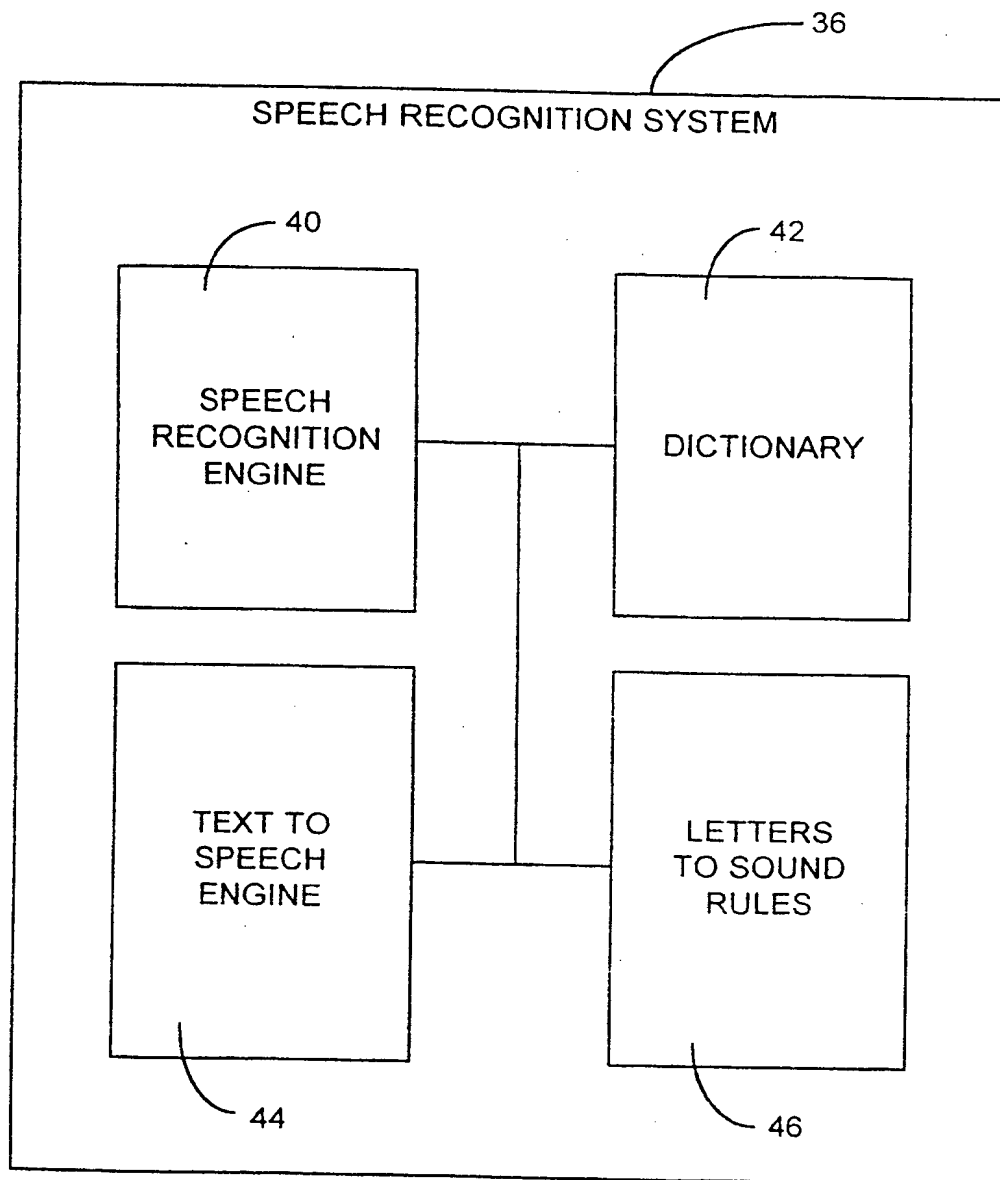 36
SPEECH RECOGNITION SYSTEM
40
42
SPEECH
RECOGNITION
ENGINE
DICTIONARY
TEXT TO
SPEECH
ENGINE
LETTERS
TO SOUND
RULES
44
46